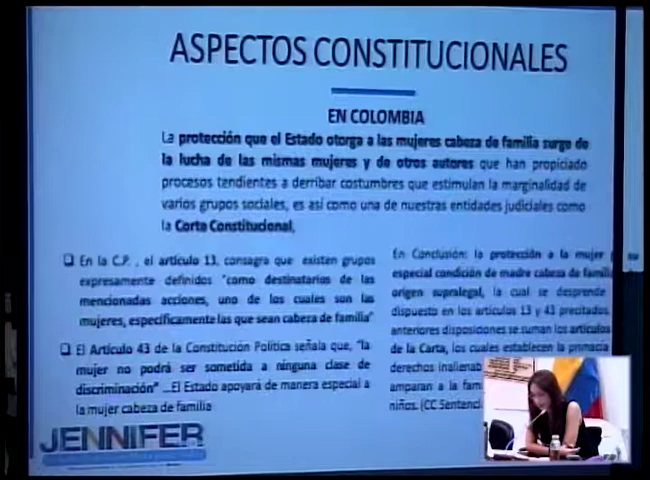 ASPECTOS CONSTITUCIONALES
EN COLOMBIA
La protección que el Estado otorga a las mujeres cabeza de familia surge de
la lucha de las mismas mujeres y de otros autores que han propiciado
procesos tendientes a derribar costumbres que estimulan la marginalidad de
varios grupos sociales, es así como una de nuestras entidades judiciales como
la Corte Constitucional,
❑ En la C.P. , el artículo 13, consagra que existen grupos
expresamente definidos "como destinatarios de las
mencionadas acciones, uno de los cuales son las
mujeres, específicamente las que sean cabeza de familia"
❑ El Artículo 43 de la Constitución Política señala que, "la
mujer no podrá ser sometida a ninguna clase de
discriminación" ...El Estado apoyará de manera especial a
la mujer cabeza de familia
En Conclusión: la protección a la mujer su
especial condición de madre cabeza de famili
origen supralegal, la cual se desprende
dispuesto en los artículos 13 y 43 precitados
anteriores disposiciones se suman los artículos
de la Carta, los cuales establecen la primacía
derechos inalienab
amparan a la fam
niños. (CC Sentenci
JENNIFER